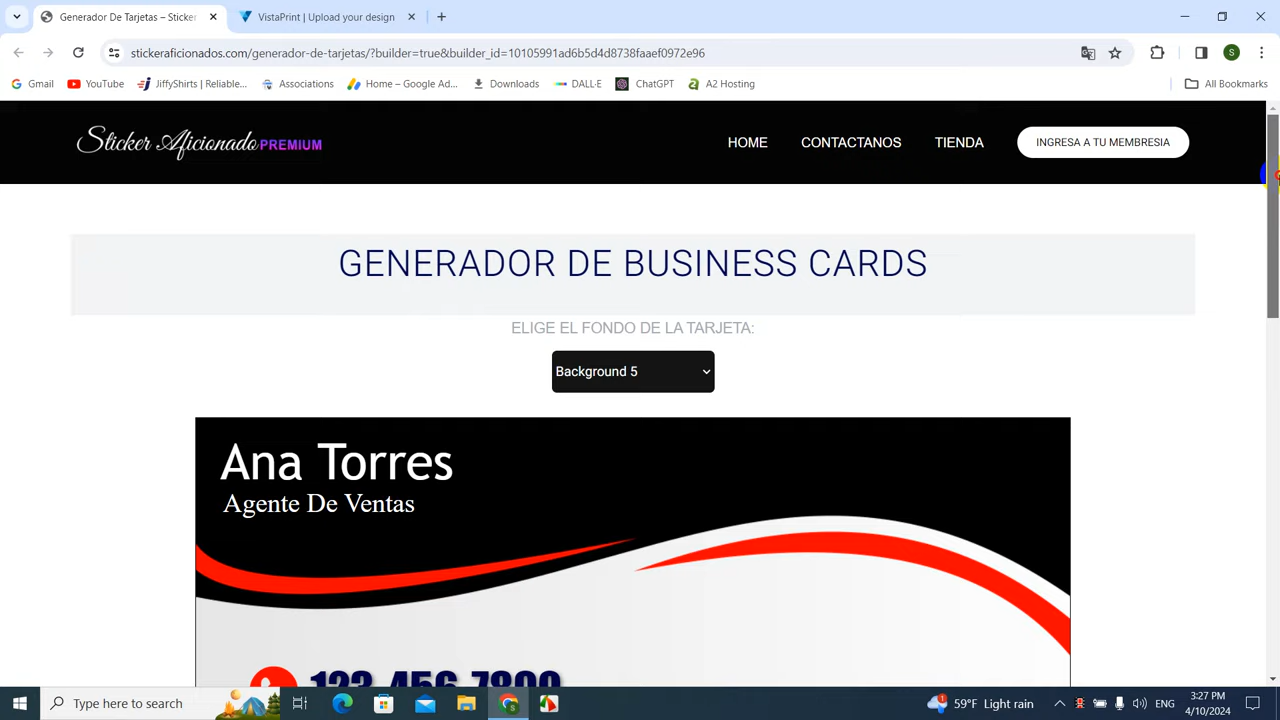 Generador De Tarjetas – Sticker
VistaPrint | Upload your design
stickeraficionados.com/generador-de-tarjetas/?builder=true&builder_id=10105991ad6b5d4d8738faaef0972e96
S
Gmail
YouTube
JiffyShirts | Reliable...
Associations
Home – Google Ad...
Downloads
DALL·E
ChatGPT
A2 Hosting
All Bookmarks
Sticker Aficionado PREMIUM
HOME
CONTACTANOS
TIENDA
INGRESA A TU MEMBRESIA
GENERADOR DE BUSINESS CARDS
ELIGE EL FONDO DE LA TARJETA:
Background 5
Ana Torres
Agente De Ventas
123-456-7800
Type here to search
59°F Light rain
ENG
3:27 PM
4/10/2024